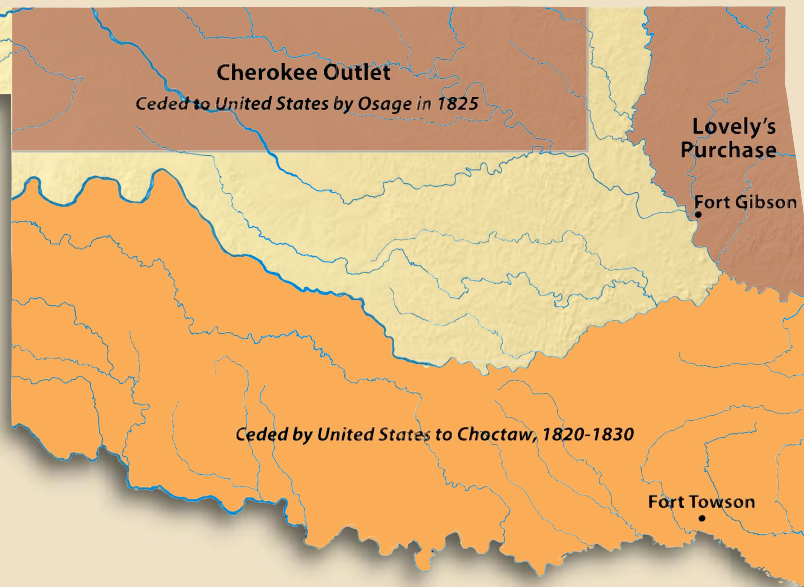 Cherokee Outlet
Ceded to United States by Osage in 1825
Lovely's
Purchase
Fort Gibson
Ceded by United States to Choctaw, 1820-1830
Fort Towson